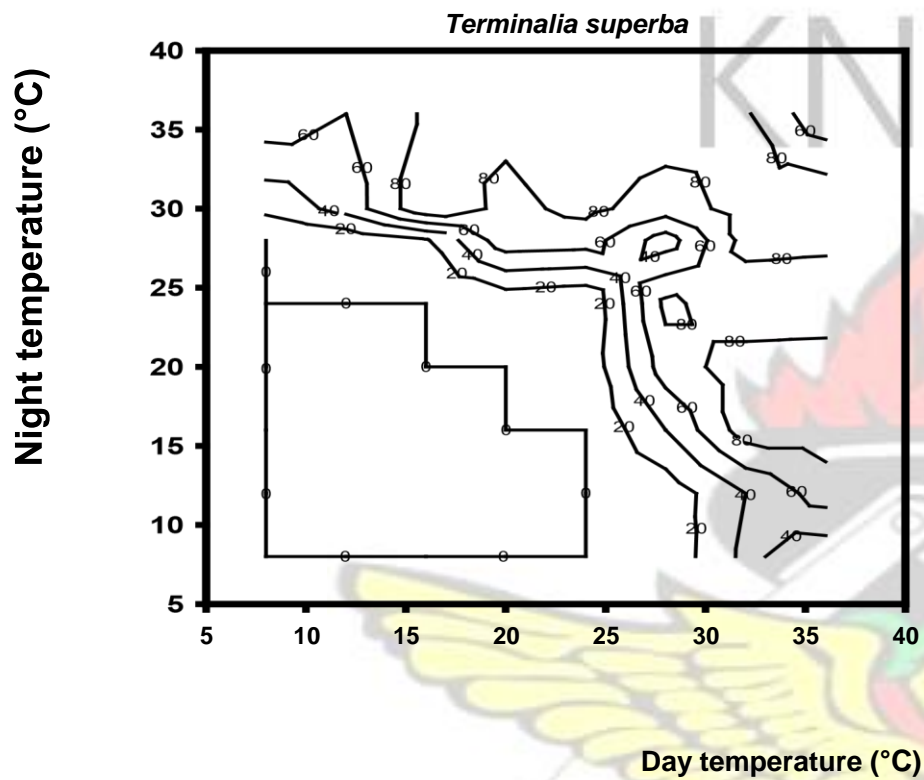 Terminalia superba
KN
Night temperature (°C)
40
35 60 60
80
60
80 80 80
30 40 80
20 60
60 60
40 40 80
0 20 40
25 20 60
0 20
80
80
20 0 0
40 60
15 0 20 80
0 0 40 60
10 20 40
0 0
5
5 10 15 20 25 30 35 40
Day temperature (°C)